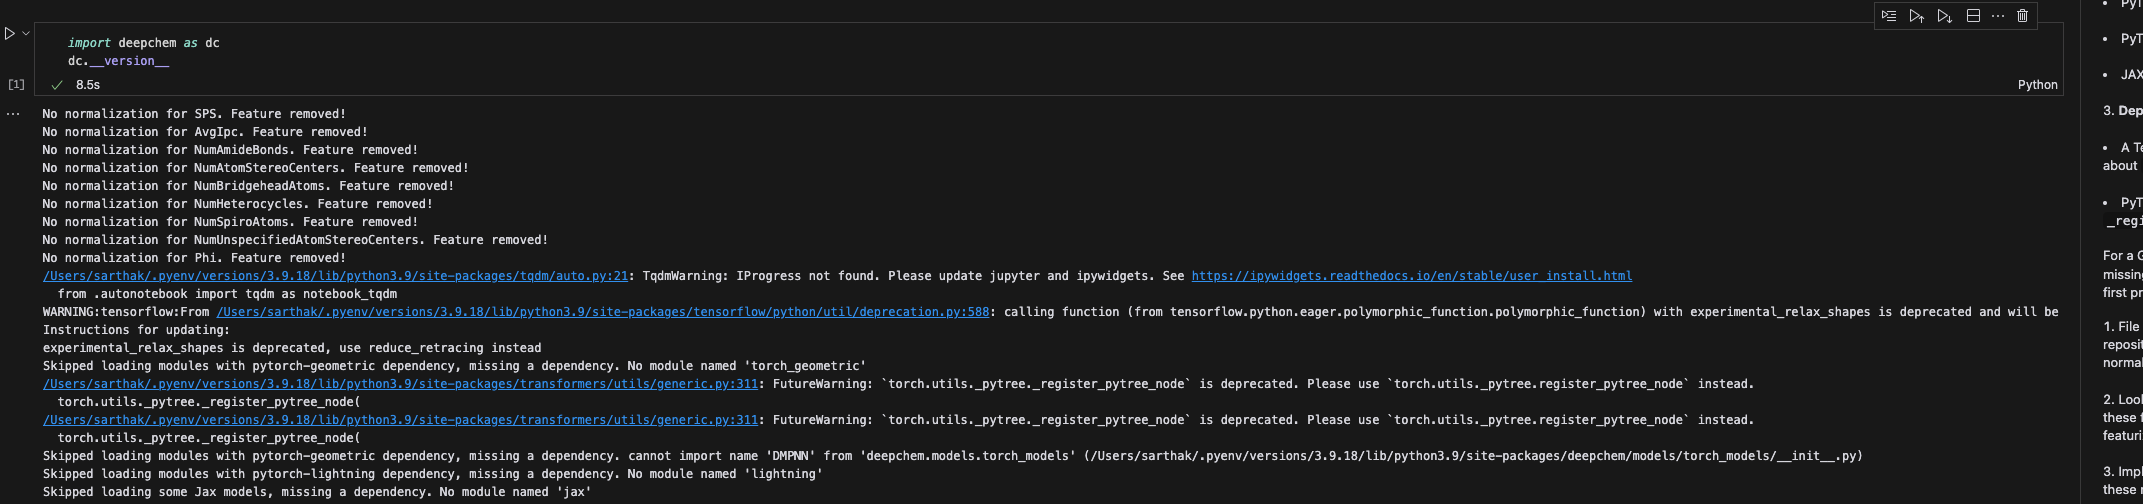 import deepchem as dc
dc.__version__
[1]
8.5s
Python
No normalization for SPS. Feature removed!
No normalization for AvgIpc. Feature removed!
No normalization for NumAmideBonds. Feature removed!
No normalization for NumAtomStereoCenters. Feature removed!
No normalization for NumBridgeheadAtoms. Feature removed!
No normalization for NumHeterocycles. Feature removed!
No normalization for NumSpiroAtoms. Feature removed!
No normalization for NumUnspecifiedAtomStereoCenters. Feature removed!
No normalization for Phi. Feature removed!
/Users/sarthak/.pyenv/versions/3.9.18/lib/python3.9/site-packages/tqdm/auto.py:21: TqdmWarning: IProgress not found. Please update jupyter and ipywidgets. See https://ipywidgets.readthedocs.io/en/stable/user_install.html
from .autonotebook import tqdm as notebook_tqdm
WARNING:tensorflow:From /Users/sarthak/.pyenv/versions/3.9.18/lib/python3.9/site-packages/tensorflow/python/util/deprecation.py:588: calling function (from tensorflow.python.eager.polymorphic_function.polymorphic_function) with experimental_relax_shapes is deprecated and will be
Instructions for updating:
experimental_relax_shapes is deprecated, use reduce_retracing instead
Skipped loading modules with pytorch-geometric dependency, missing a dependency. No module named 'torch_geometric'
/Users/sarthak/.pyenv/versions/3.9.18/lib/python3.9/site-packages/transformers/utils/generic.py:311: FutureWarning: `torch.utils._pytree._register_pytree_node` is deprecated. Please use `torch.utils._pytree.register_pytree_node` instead.
torch.utils._pytree._register_pytree_node(
/Users/sarthak/.pyenv/versions/3.9.18/lib/python3.9/site-packages/transformers/utils/generic.py:311: FutureWarning: `torch.utils._pytree._register_pytree_node` is deprecated. Please use `torch.utils._pytree.register_pytree_node` instead.
torch.utils._pytree._register_pytree_node(
Skipped loading modules with pytorch-geometric dependency, missing a dependency. cannot import name 'DMPNN' from 'deepchem.models.torch_models' (/Users/sarthak/.pyenv/versions/3.9.18/lib/python3.9/site-packages/deepchem/models/torch_models/__init__.py)
Skipped loading modules with pytorch-lightning dependency, missing a dependency. No module named 'lightning'
Skipped loading some Jax models, missing a dependency. No module named 'jax'
• PyT
• JAX
3. Dep
• A Te
about
• PyT
_regi
For a G
missing
first pr
1. File
reposit
normal
2. Look
these f
featuri
3. Impl
these